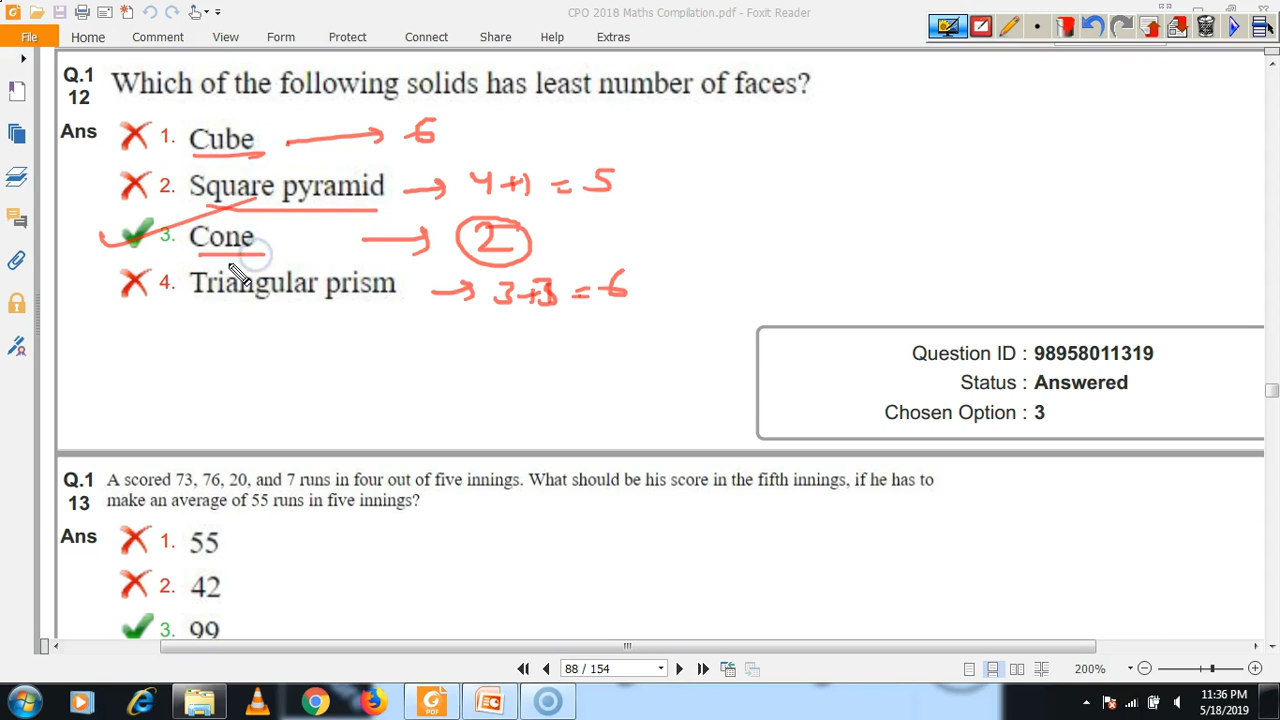 CPO 2018 Maths Compilation.pdf - Foxit Reader
File Home Comment View Form Protect Connect Share Help Extras
Q.1 12 Which of the following solids has least number of faces?
Ans 1. Cube → 6
2. Square pyramid → 4+1 = 5
3. Cone → 2
4. Triangular prism → 3+3 = 6
Question ID : 98958011319
Status : Answered
Chosen Option : 3
Q.1 A scored 73, 76, 20, and 7 runs in four out of five innings. What should be his score in the fifth innings, if he has to
13 make an average of 55 runs in five innings?
Ans 1. 55
2. 42
3. 99
88 / 154 200%
11:36 PM
5/18/2019